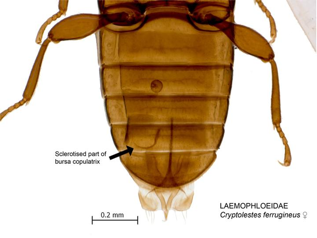 Sclerotised part of
bursa copulatrix
0.2 mm
LAEMOPHLOEIDAE
Cryptolestes ferrugineus ♀